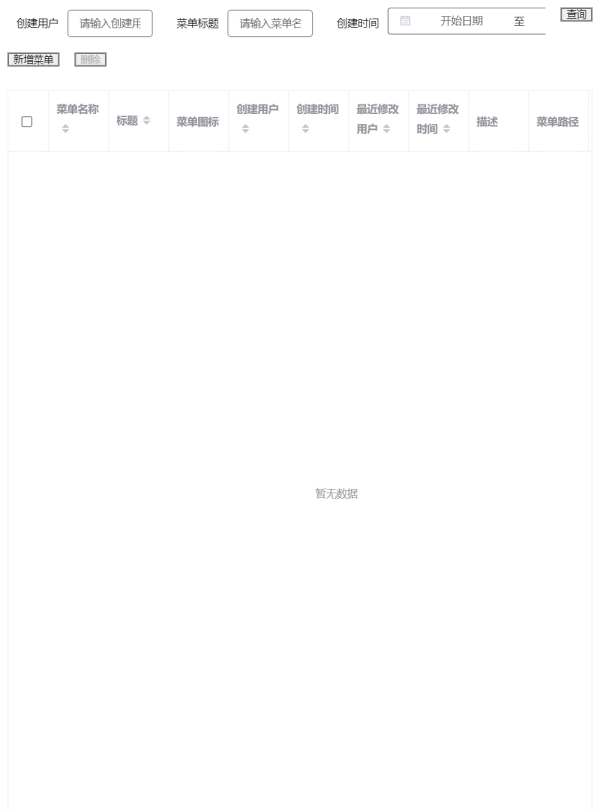 创建用户 请输入创建用 菜单标题 请输入菜单名 创建时间 开始日期 至 查询
新增菜单 删除
菜单名称 标题 菜单图标 创建用户 创建时间 最近修改用户 最近修改时间 描述 菜单路径
暂无数据